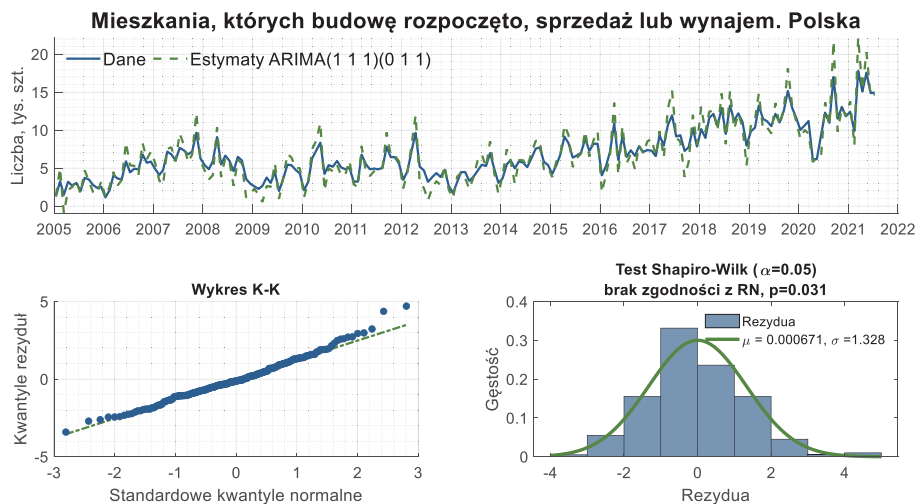 Mieszkania, których budowę rozpoczęto, sprzedaż lub wynajem. Polska
Liczba, tys. szt.
20
15
10
5
0
Dane
Estymaty ARIMA(1 1 1)(0 1 1)
2005 2006 2007 2008 2009 2010 2011 2012 2013 2014 2015 2016 2017 2018 2019 2020 2021 2022
Wykres K-K
Kwantyle rezyduł
5
0
-5
-3 -2 -1 0 1 2 3
Standardowe kwantyle normalne
Test Shapiro-Wilk (α=0.05)
brak zgodności z RN, p=0.031
Gęstość
0.4
0.3
0.2
0.1
0
Rezydua
μ = 0.000671, σ =1.328
-4 -2 0 2 4
Rezydua